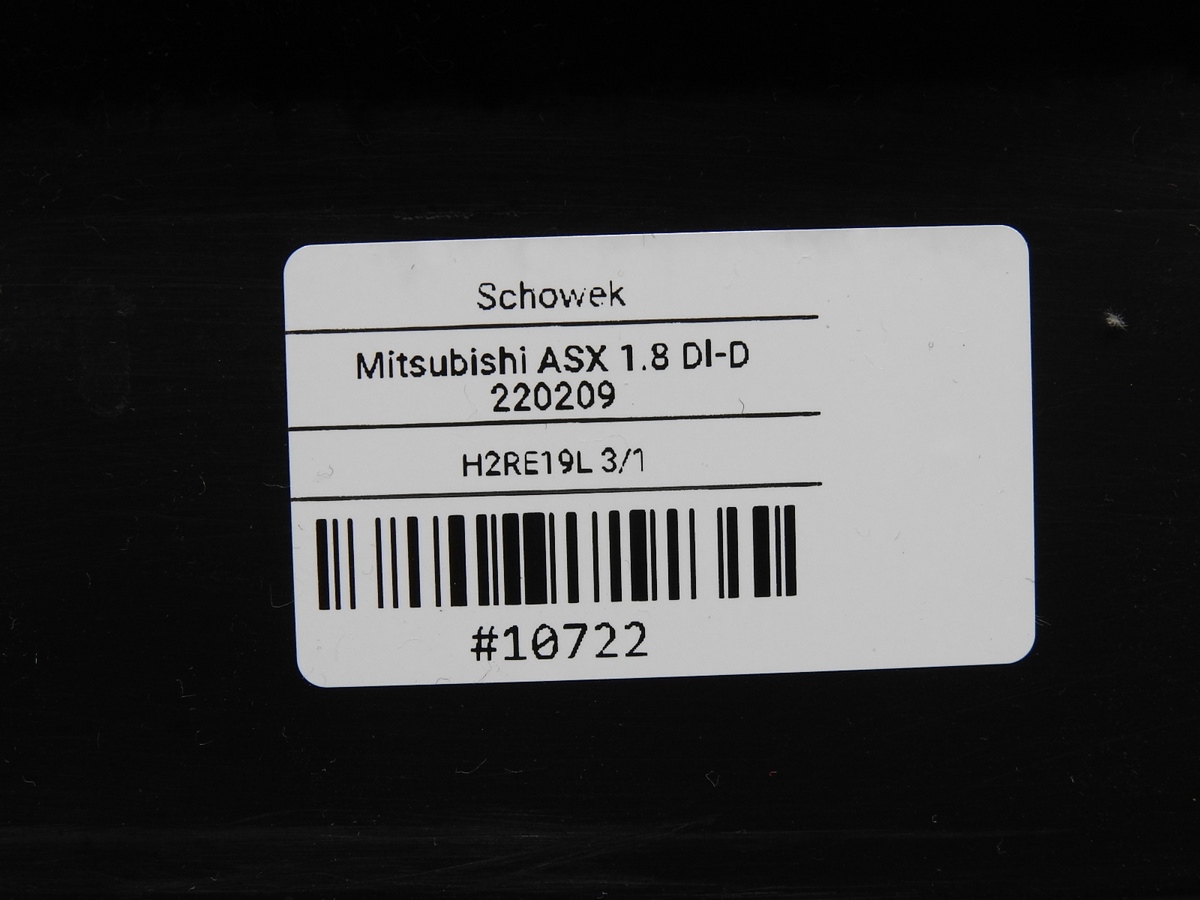 Schowek
Mitsubishi ASX 1.8 DI-D
220209
H2RE19L 3/1
#10722